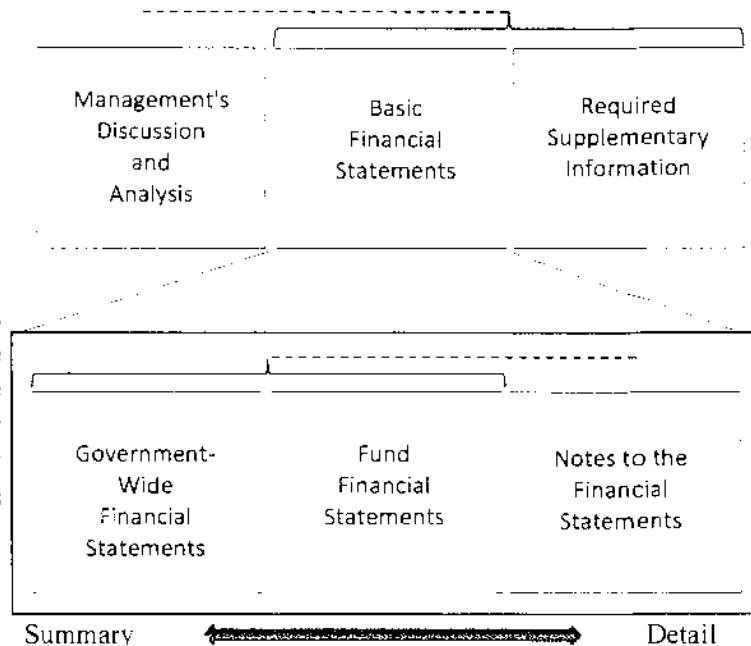 Management's
Discussion
and
Analysis
Basic
Financial
Statements
Required
Supplementary
Information
Government-
Wide
Financial
Statements
Fund
Financial
Statements
Notes to the
Financial
Statements
Summary
Detail